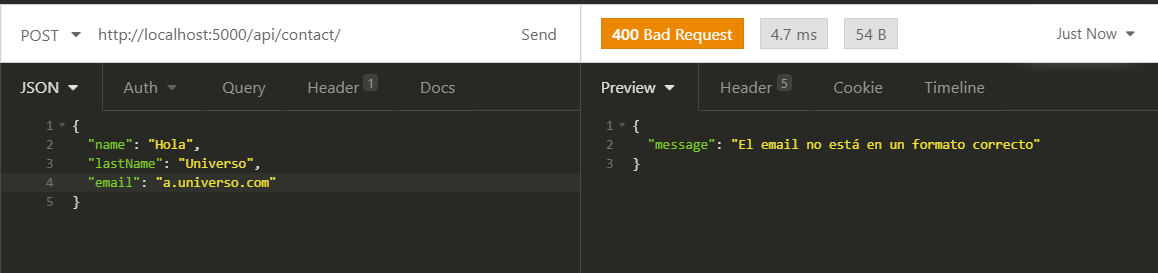 POST http://localhost:5000/api/contact/ Send
400 Bad Request 4.7 ms 54 B Just Now
JSON Auth Query Header 1 Docs
Preview Header 5 Cookie Timeline
1 {
2 "name": "Hola",
3 "lastName": "Universo",
4 "email": "a.universo.com"
5 }
1 {
2 "message": "El email no está en un formato correcto"
3 }